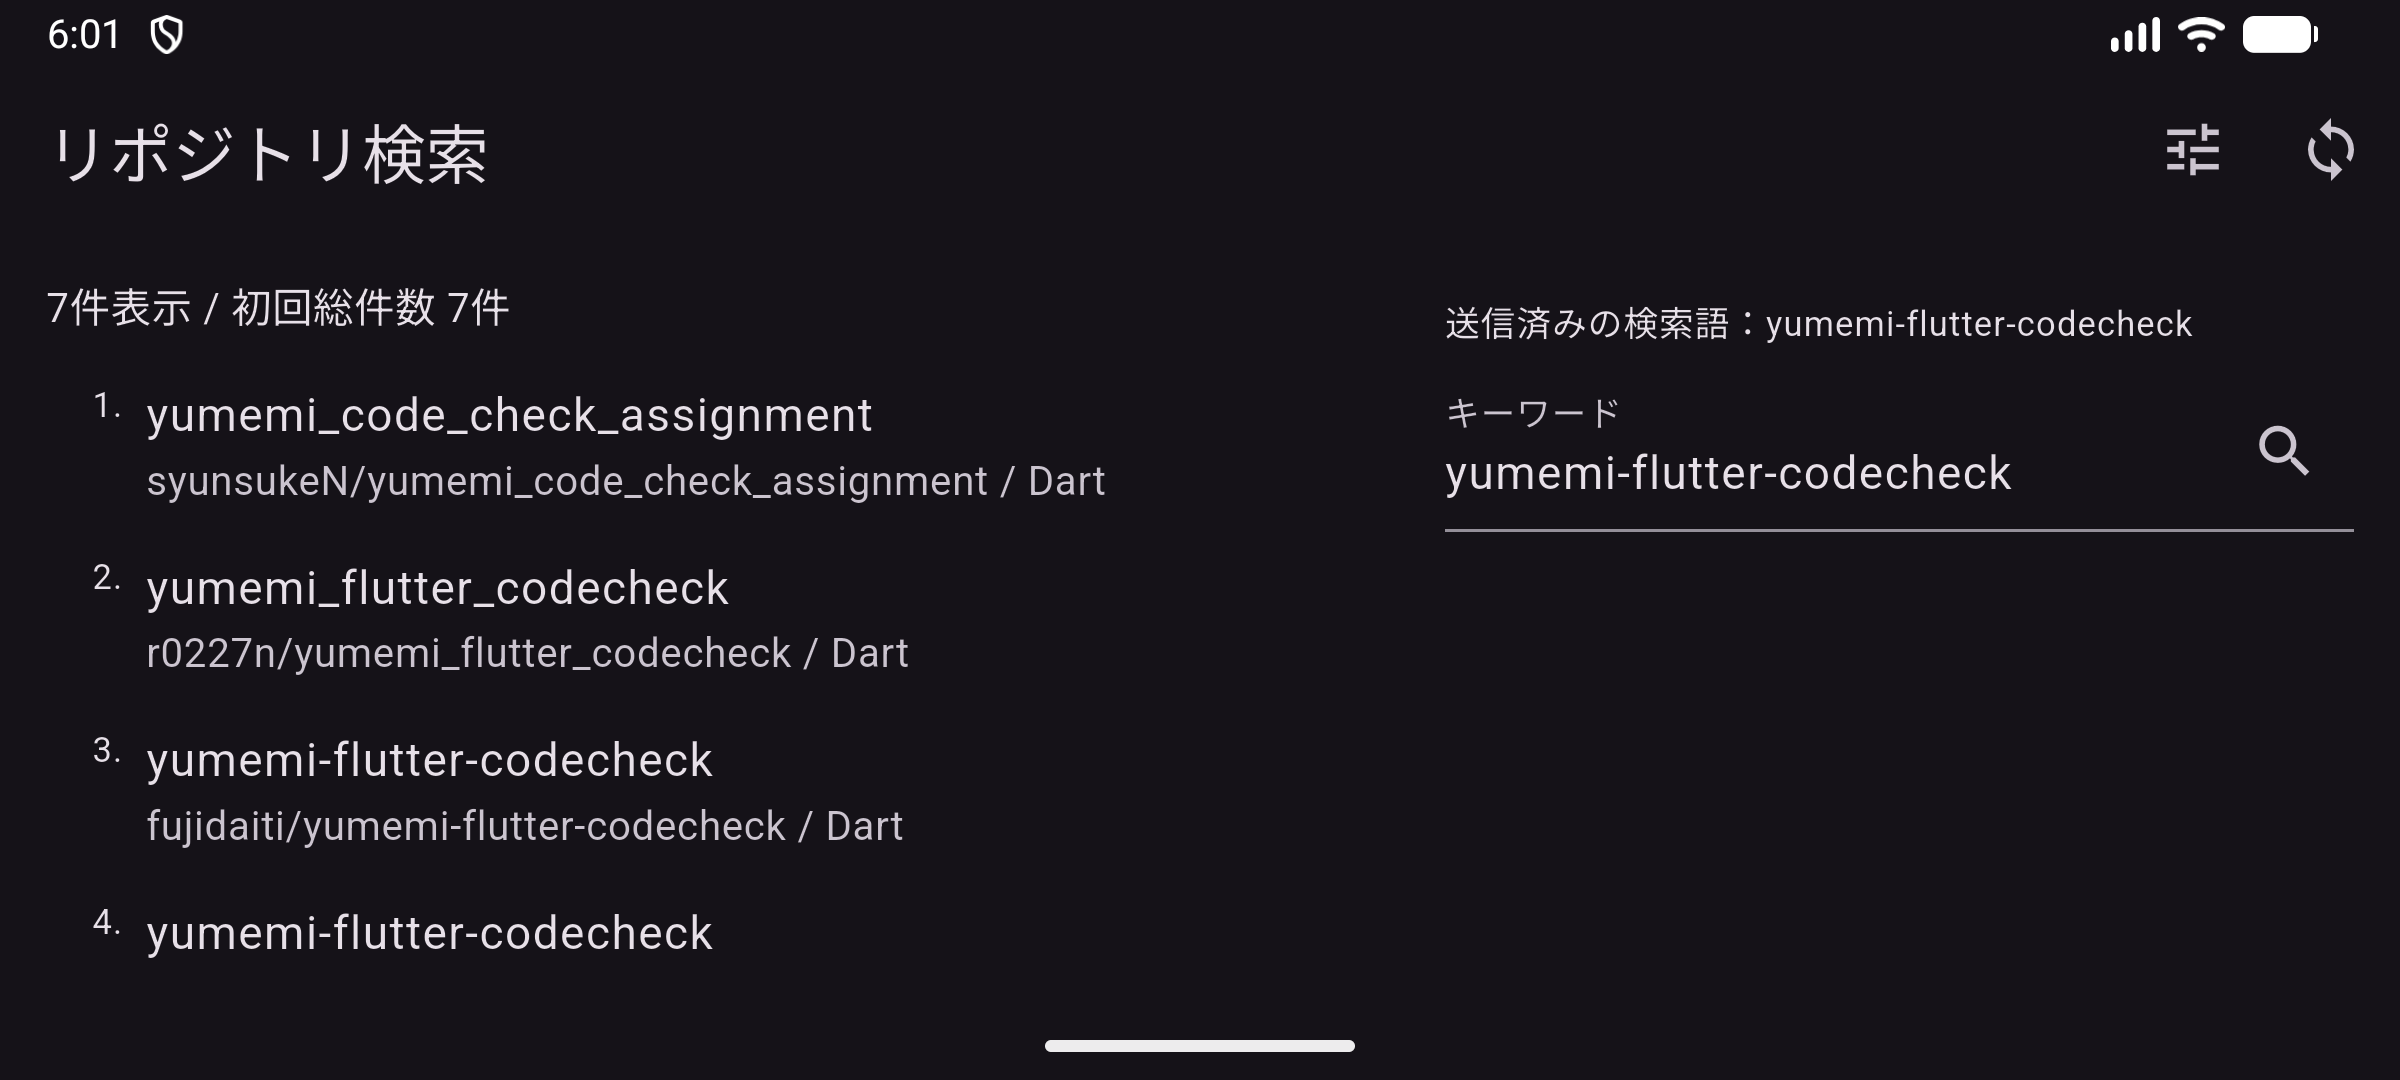 6:01
リポジトリ検索
7件表示 / 初回総件数 7件
1. yumemi_code_check_assignment
syunsukeN/yumemi_code_check_assignment / Dart
2. yumemi_flutter_codecheck
r0227n/yumemi_flutter_codecheck / Dart
3. yumemi-flutter-codecheck
fujidaiti/yumemi-flutter-codecheck / Dart
4. yumemi-flutter-codecheck
送信済みの検索語：yumemi-flutter-codecheck
キーワード
yumemi-flutter-codecheck